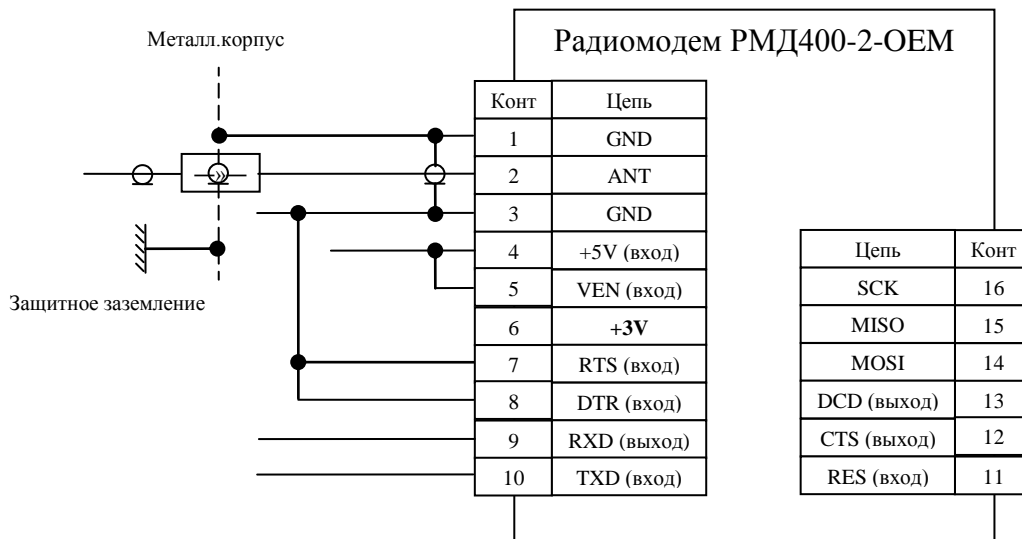 Металл.корпус
Радиомодем РМД400-2-OEM
Конт Цепь
1 GND
2 ANT
3 GND
4 +5V (вход)
5 VEN (вход)
6 +3V
7 RTS (вход)
8 DTR (вход)
9 RXD (выход)
10 TXD (вход)
Защитное заземление
Цепь Конт
SCK 16
MISO 15
MOSI 14
DCD (выход) 13
CTS (выход) 12
RES (вход) 11